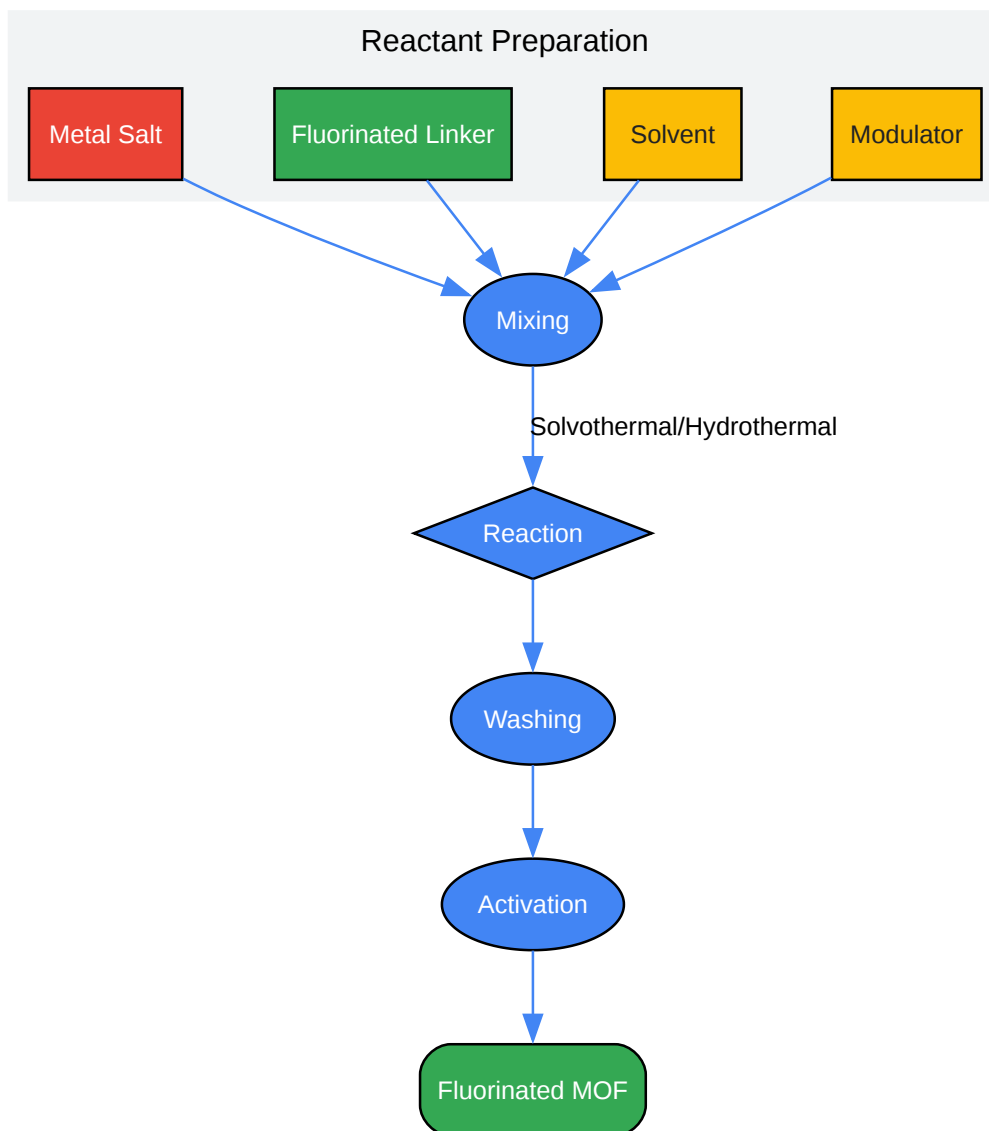 Reactant Preparation
Metal Salt
Fluorinated Linker
Solvent
Modulator
Mixing
Solvothermal/Hydrothermal
Reaction
Washing
Activation
Fluorinated MOF